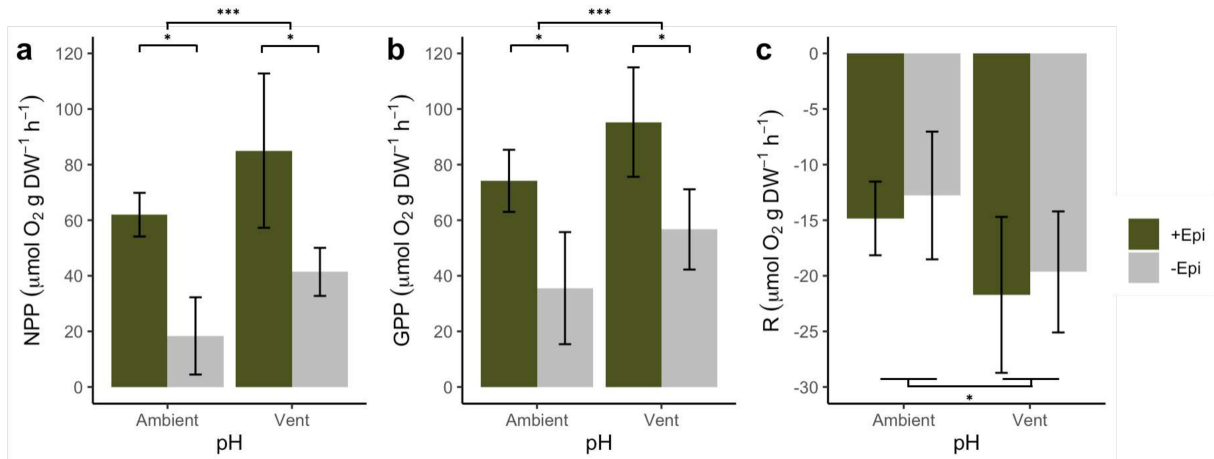 *** ***
a * * b * * c
120 120 0
100 100 -5
80 80 -10
60 60 -15
40 40 -20
20 20 -25
0 0 -30
NPP (μmol O₂ g DW⁻¹ h⁻¹)
GPP (μmol O₂ g DW⁻¹ h⁻¹)
R (μmol O₂ g DW⁻¹ h⁻¹)
*
+Epi
-Epi
Ambient Vent Ambient Vent Ambient Vent
pH pH pH